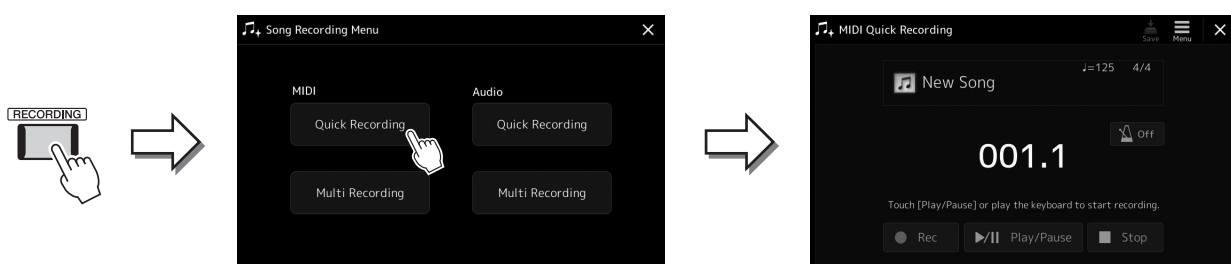 [RECORDING]
Song Recording Menu
MIDI
Audio
Quick Recording
Quick Recording
Multi Recording
Multi Recording
MIDI Quick Recording
Save
Menu
♩=125 4/4
New Song
Off
001.1
Touch [Play/Pause] or play the keyboard to start recording.
Rec
Play/Pause
Stop